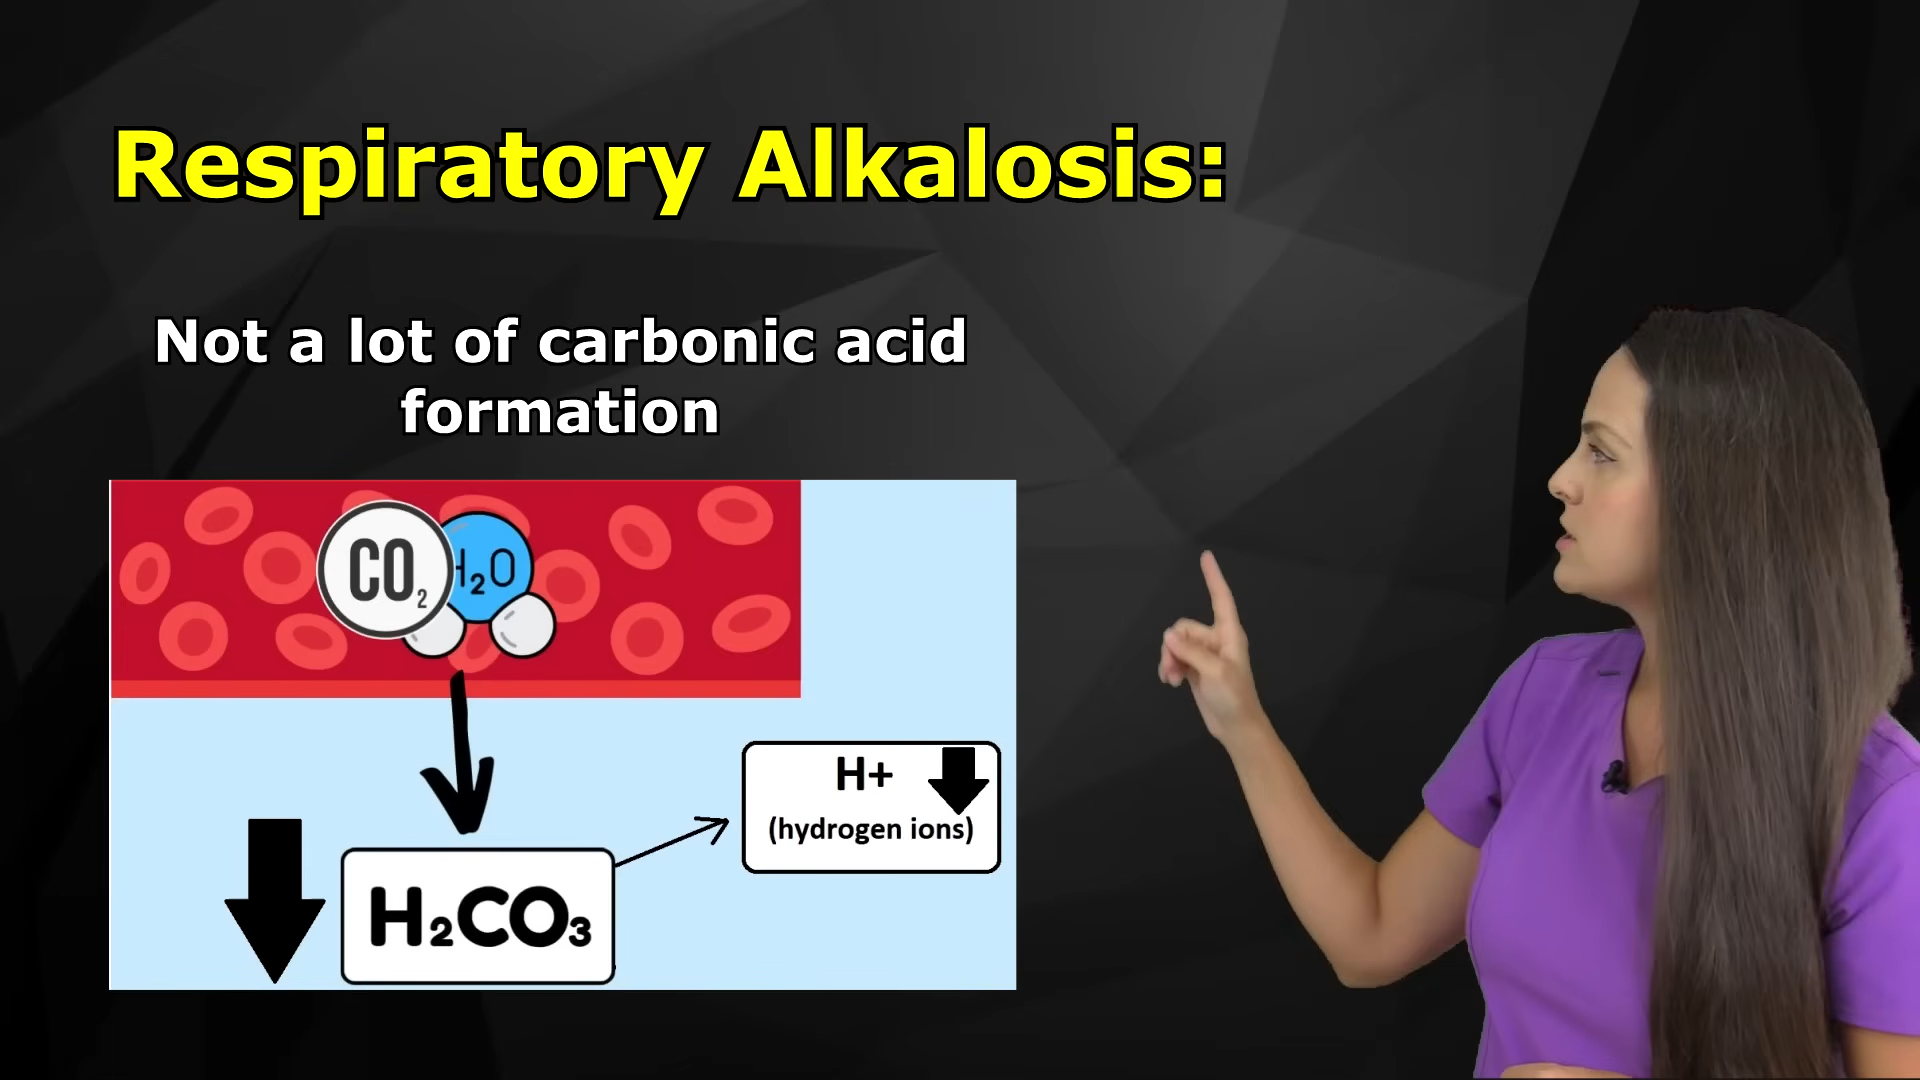 Respiratory Alkalosis:
Not a lot of carbonic acid
formation
CO₂
H₂O
H+
(hydrogen ions)
H₂CO₃